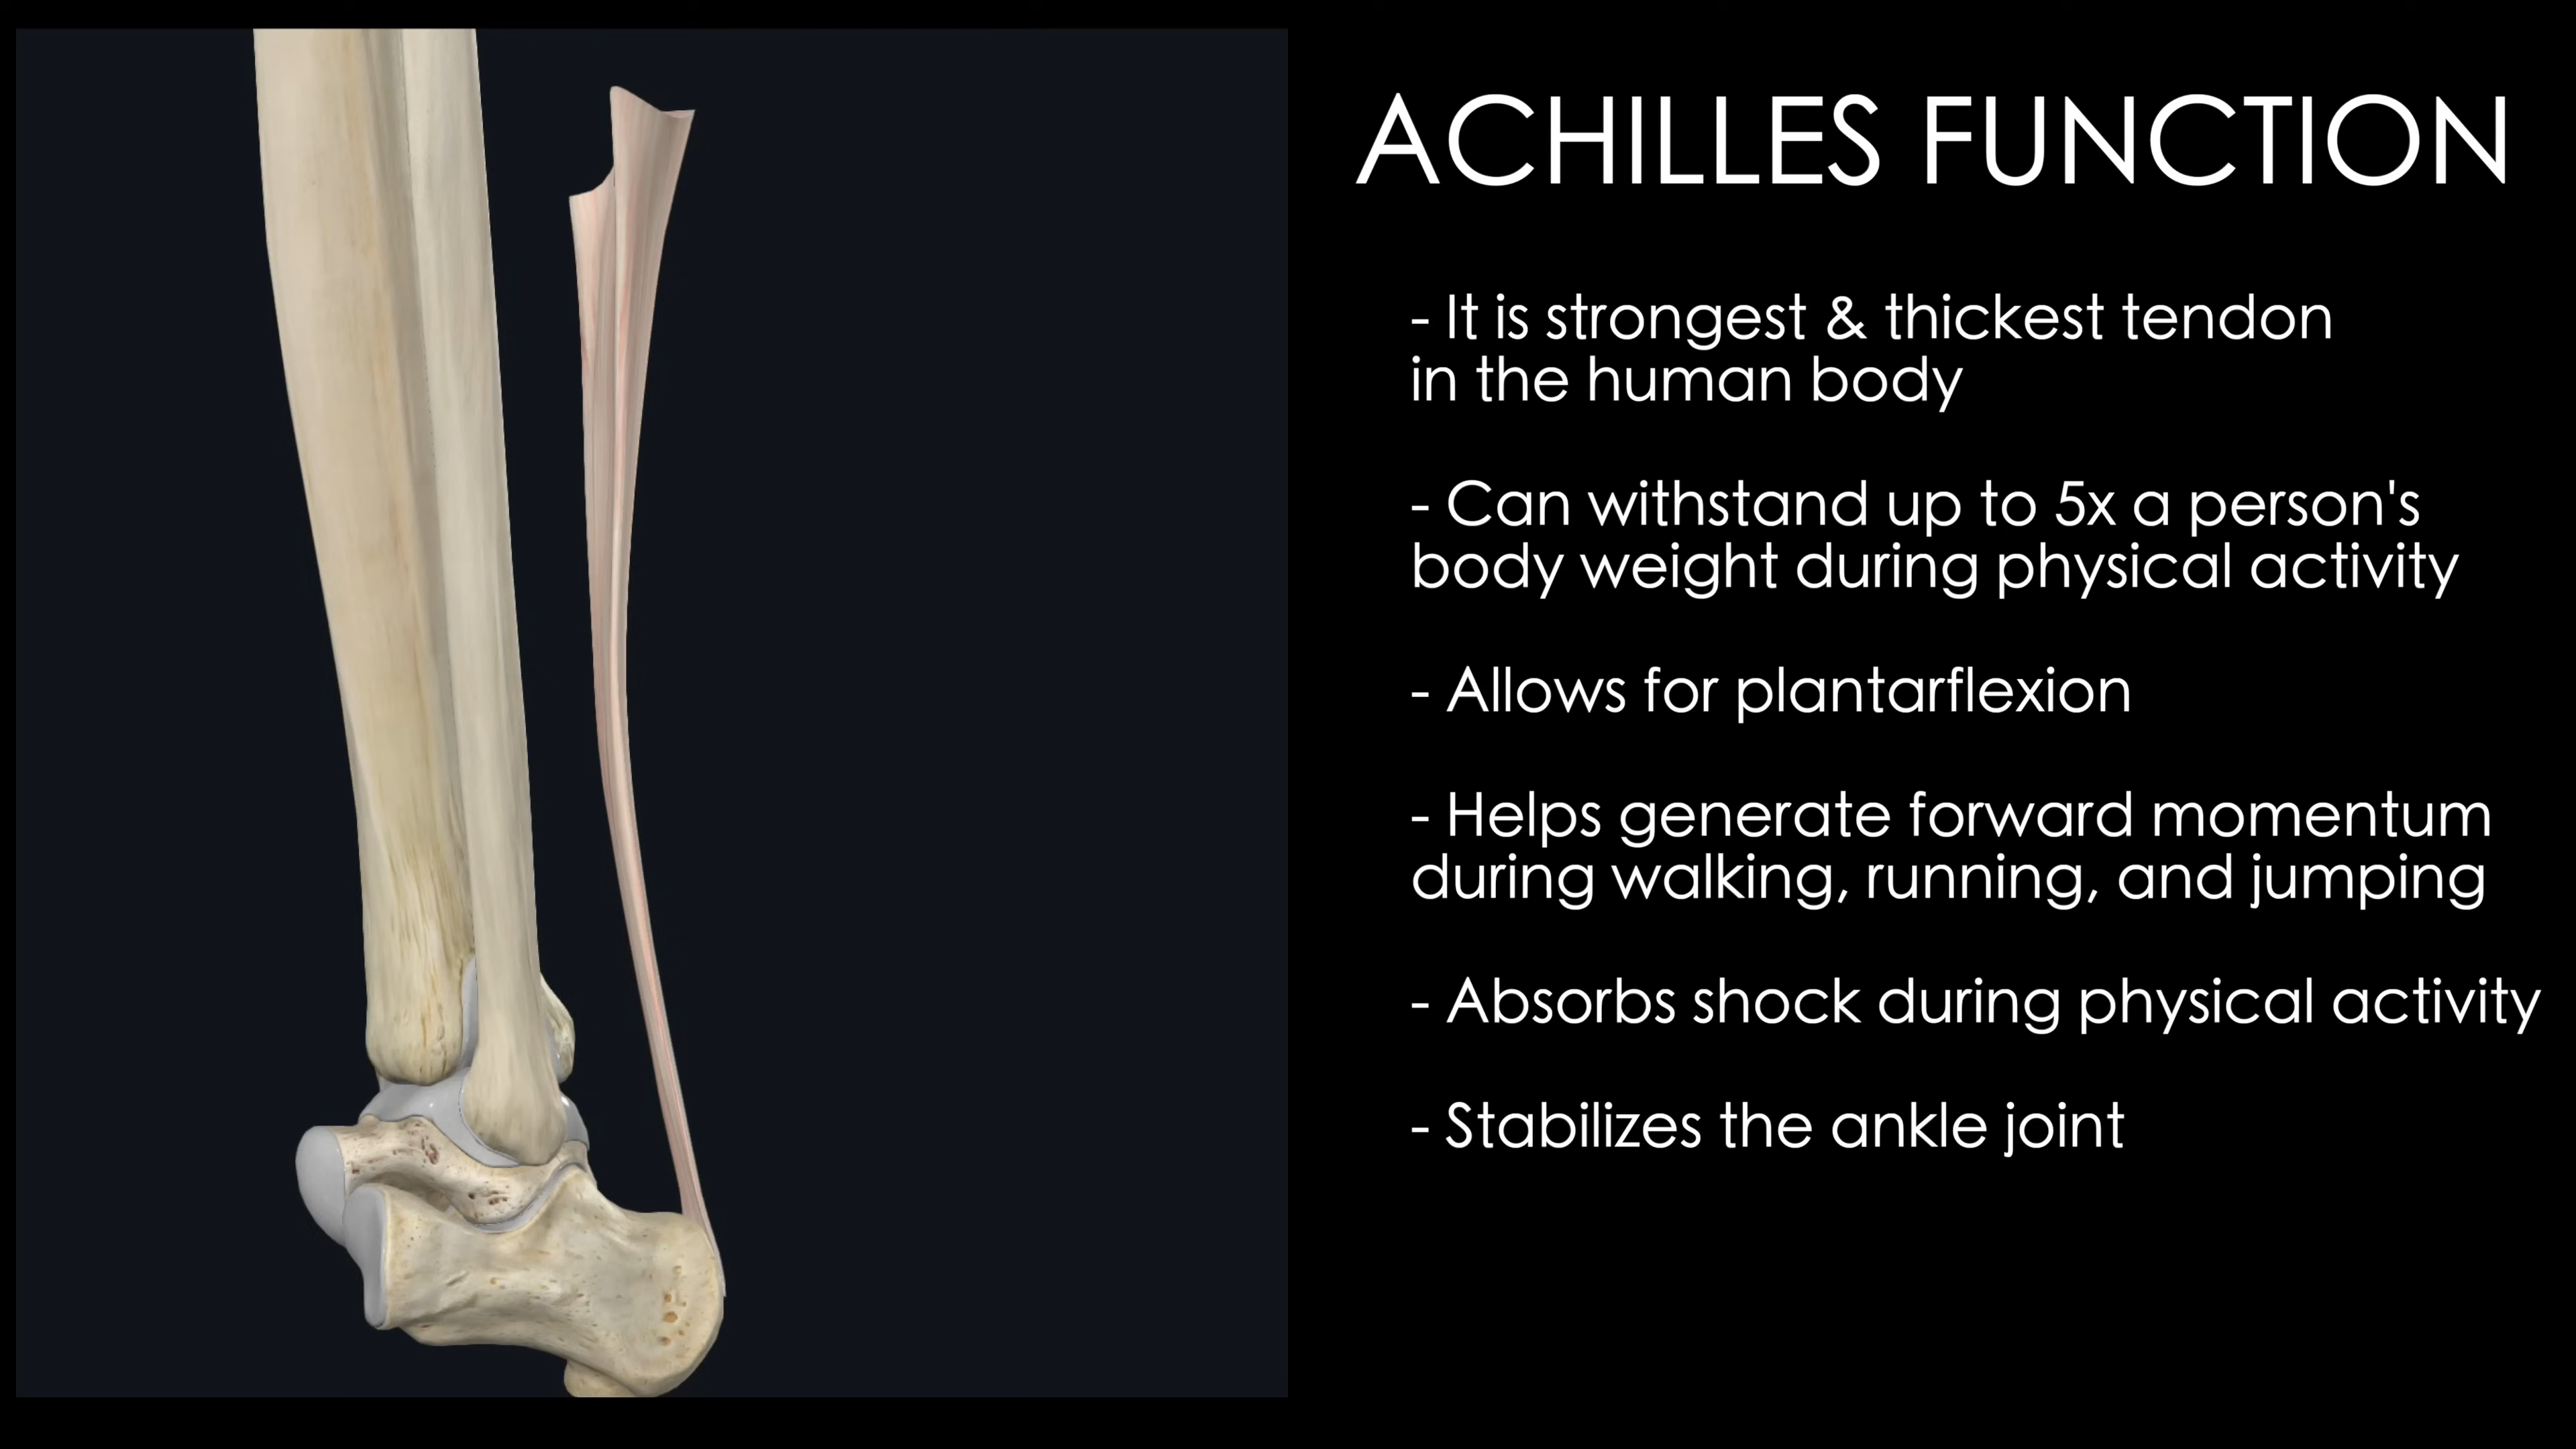 ACHILLES FUNCTION
- It is strongest & thickest tendon
in the human body
- Can withstand up to 5x a person's
body weight during physical activity
- Allows for plantarflexion
- Helps generate forward momentum
during walking, running, and jumping
- Absorbs shock during physical activity
- Stabilizes the ankle joint